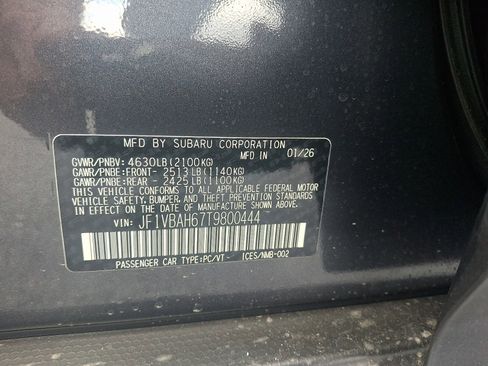 MFD BY SUBARU CORPORATION
GVWR/PNBV: 4630LB(2100KG) MFD IN 01/26
GAWR/PNBE:FRONT- 2513LB(1140KG)
GAWR/PNBE:REAR - 2425LB(1100KG)
THIS VEHICLE CONFORMS TO ALL APPLICABLE FEDERAL MOTOR
VEHICLE SAFETY, BUMPER, AND THEFT PREVENTION STANDARDS
IN EFFECT ON THE DATE OF MANUFACTURE SHOWN ABOVE.
VIN: JF1VBAH67T9800444
PASSENGER CAR TYPE:PC/VT- ICES/NMB-002